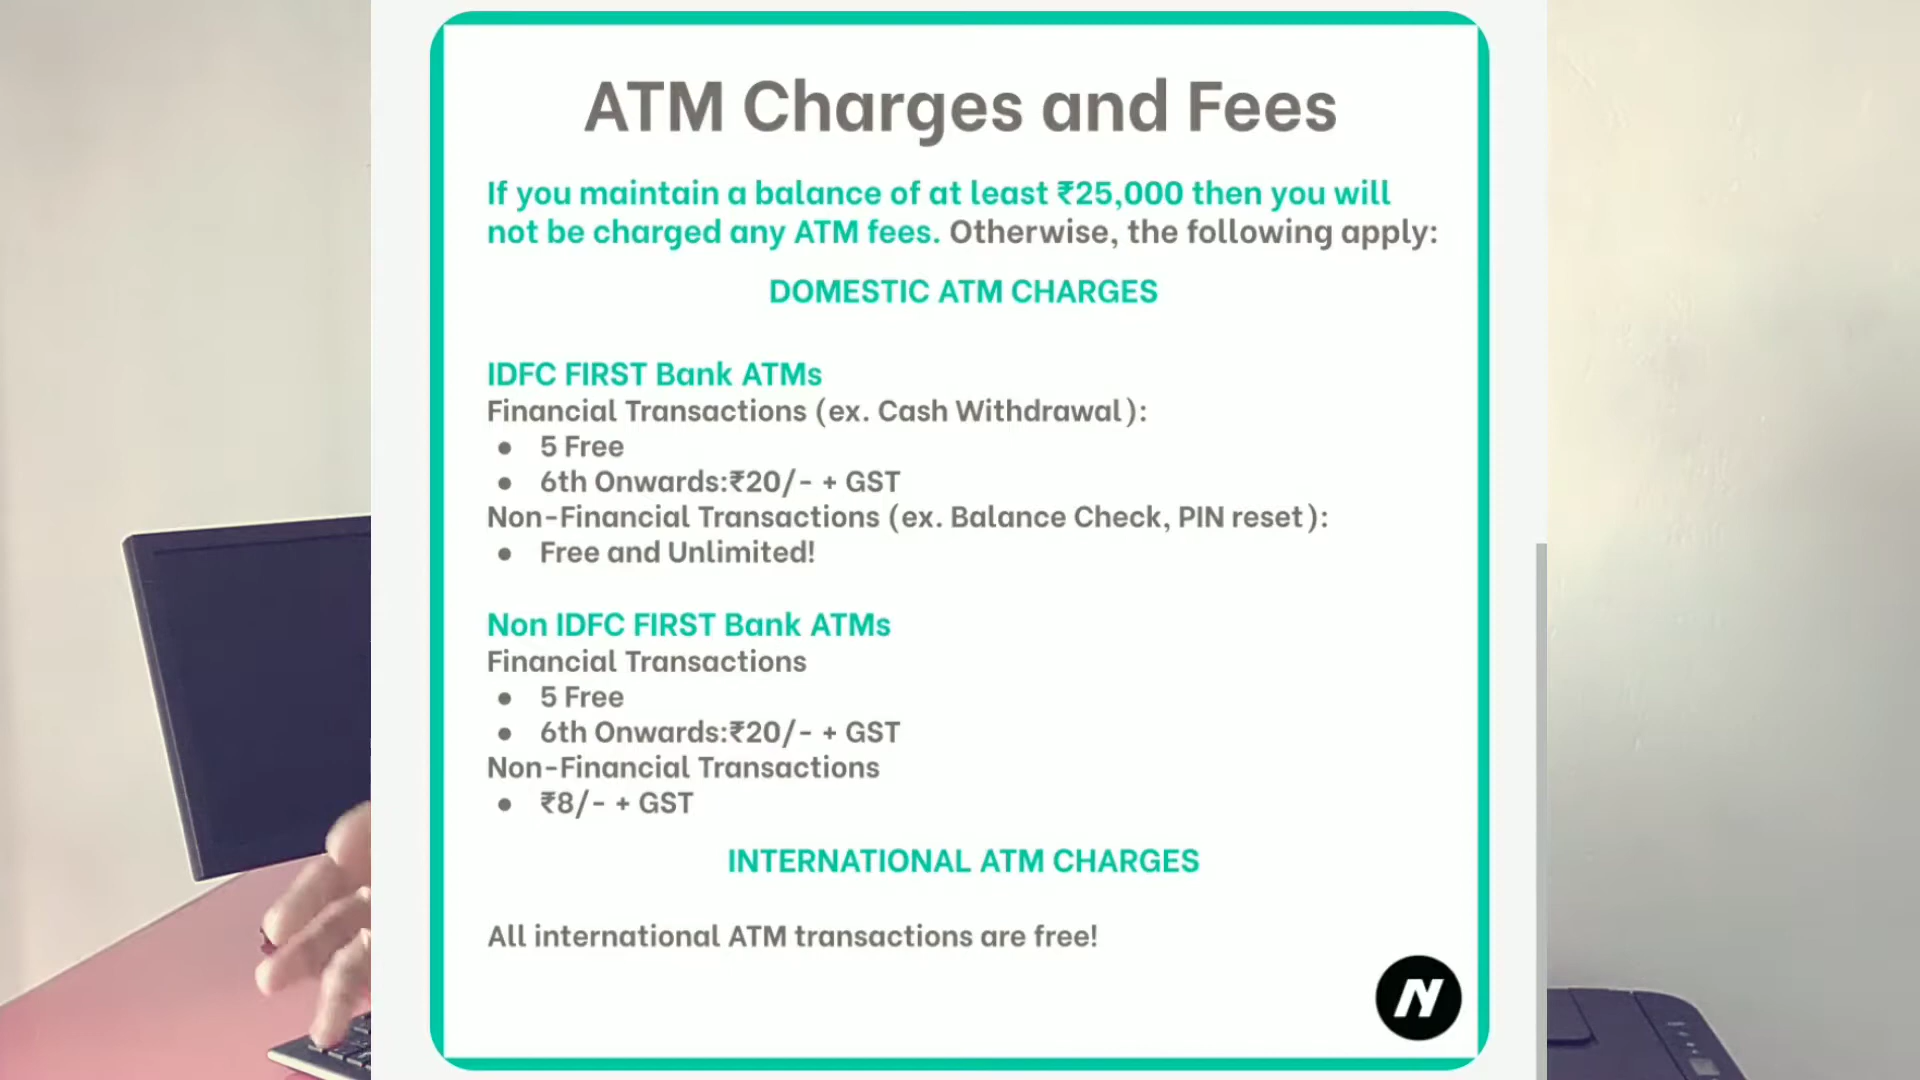 ATM Charges and Fees
If you maintain a balance of at least ₹25,000 then you will
not be charged any ATM fees. Otherwise, the following apply:
DOMESTIC ATM CHARGES
IDFC FIRST Bank ATMs
Financial Transactions (ex. Cash Withdrawal):
● 5 Free
● 6th Onwards:₹20/- + GST
Non-Financial Transactions (ex. Balance Check, PIN reset):
● Free and Unlimited!
Non IDFC FIRST Bank ATMs
Financial Transactions
● 5 Free
● 6th Onwards:₹20/- + GST
Non-Financial Transactions
● ₹8/- + GST
INTERNATIONAL ATM CHARGES
All international ATM transactions are free!
N